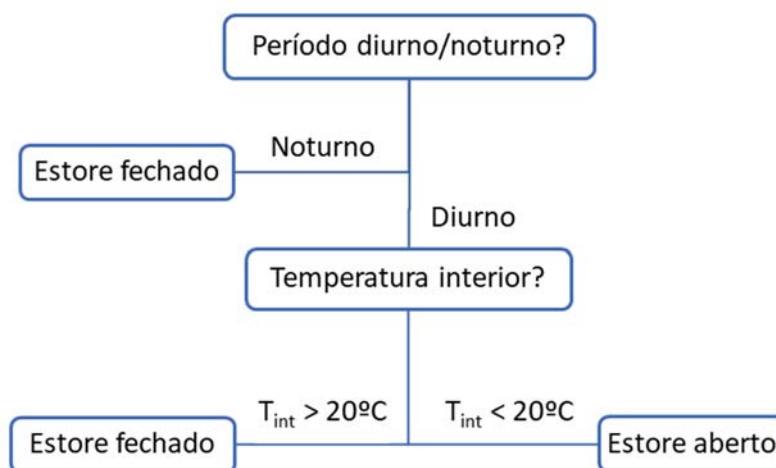 Período diurno/noturno?
Noturno
Estore fechado
Diurno
Temperatura interior?
Tint > 20ºC
Tint < 20ºC
Estore fechado
Estore aberto